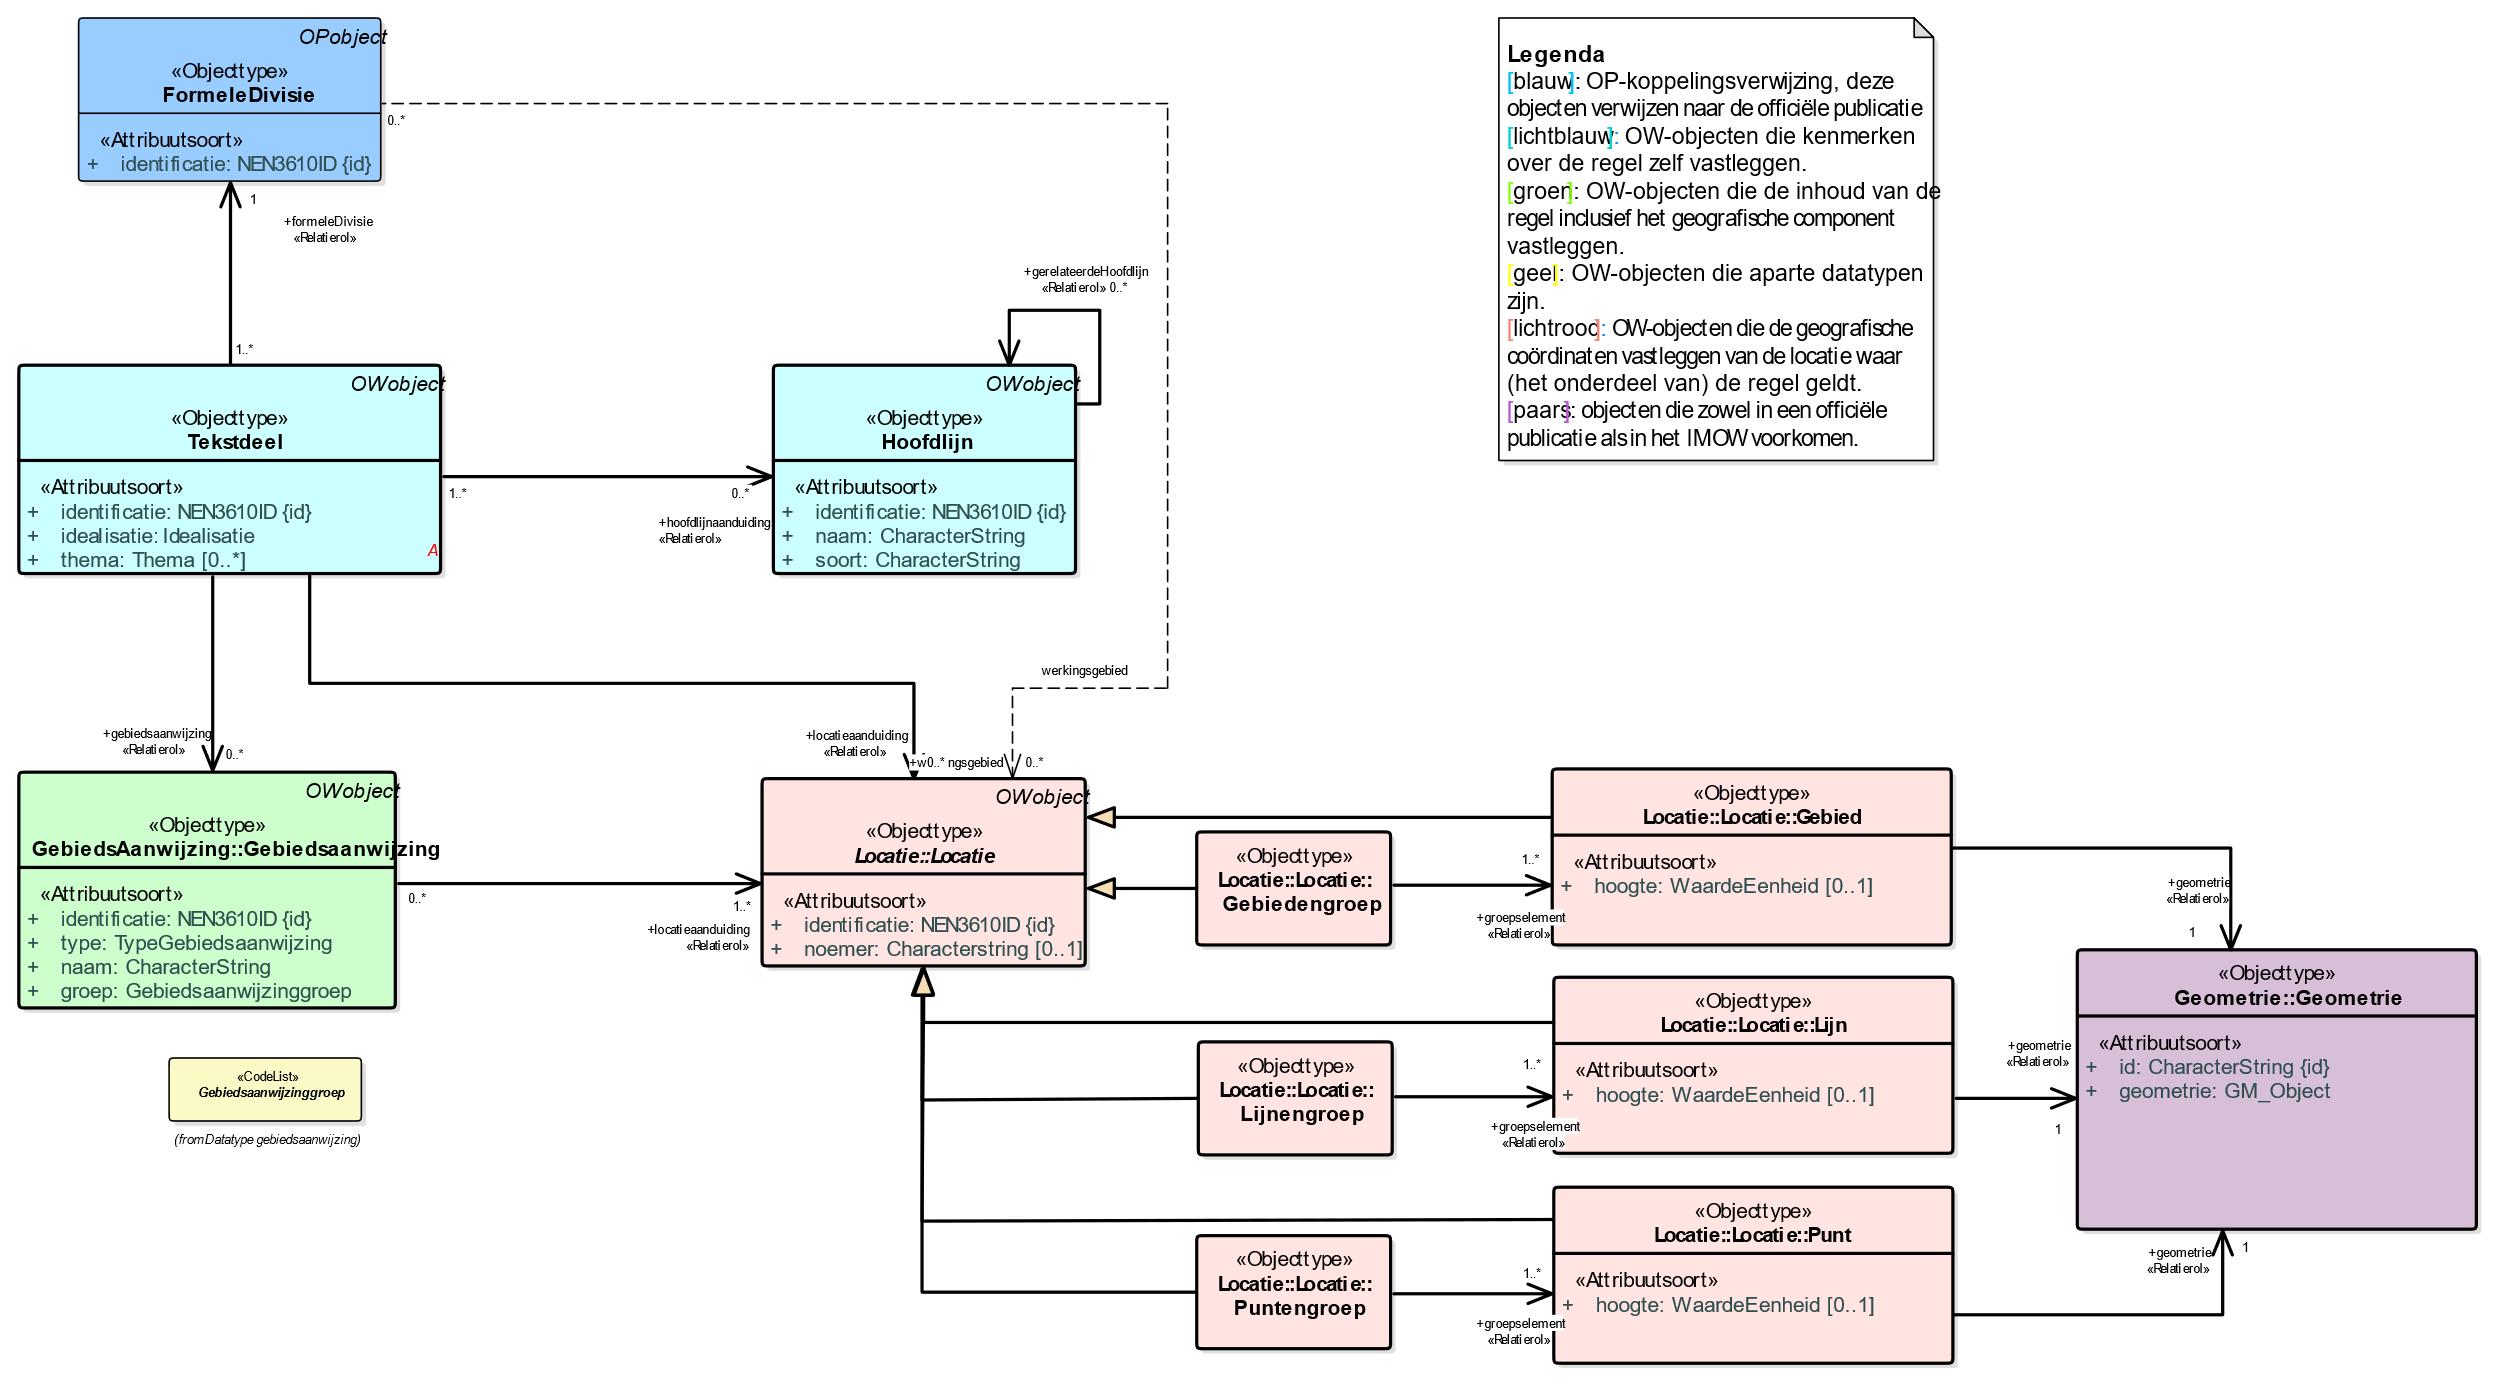 OPobject
«Objecttype»
FormeleDivisie
«Attribuutsoort»
+ identificatie: NEN3610ID {id}
0..*
1
+formeleDivisie
«Relatierol»
1..*
Legenda
[blauw]: OP-koppelingsverwijzing, deze
objecten verwijzen naar de officiële publicatie
[lichtblauw]: OW-objecten die kenmerken
over de regel zelf vastleggen.
[groen]: OW-objecten die de inhoud van de
regel inclusief het geografische component
vastleggen.
[geel]: OW-objecten die aparte datatypen
zijn.
[lichtrood]: OW-objecten die de geografische
coördinaten vastleggen van de locatie waar
(het onderdeel van) de regel geldt.
[paars]: objecten die zowel in een officiële
publicatie als in het IMOW voorkomen.
OWobject
«Objecttype»
Tekstdeel
«Attribuutsoort»
+ identificatie: NEN3610ID {id}
+ idealisatie: Idealisatie
+ thema: Thema [0..*]
A
1..*
0..*
+hoofdlijnaanduiding
«Relatierol»
+gerelateerdeHoofdlijn
«Relatierol» 0..*
OWobject
«Objecttype»
Hoofdlijn
«Attribuutsoort»
+ identificatie: NEN3610ID {id}
+ naam: CharacterString
+ soort: CharacterString
werkingsgebied
+gebiedsaanwijzing
«Relatierol»
0..*
+locatieaanduiding
«Relatierol»
+w0..* ngsgebied
0..*
OWobject
«Objecttype»
GebiedsAanwijzing::Gebiedsaanwijzing
«Attribuutsoort»
+ identificatie: NEN3610ID {id}
+ type: TypeGebiedsaanwijzing
+ naam: CharacterString
+ groep: Gebiedsaanwijzinggroep
0..*
1..*
+locatieaanduiding
«Relatierol»
OWobject
«Objecttype»
Locatie::Locatie
«Attribuutsoort»
+ identificatie: NEN3610ID {id}
+ noemer: Characterstring [0..1]
«Objecttype»
Locatie::Locatie::
Gebiedengroep
1..*
+groepselement
«Relatierol»
«Objecttype»
Locatie::Locatie::Gebied
«Attribuutsoort»
+ hoogte: WaardeEenheid [0..1]
+geometrie
«Relatierol»
1
«Objecttype»
Locatie::Locatie::Lijn
«Attribuutsoort»
+ hoogte: WaardeEenheid [0..1]
«Objecttype»
Locatie::Locatie::
Lijnengroep
1..*
+groepselement
«Relatierol»
+geometrie
«Relatierol»
1
«Objecttype»
Geometrie::Geometrie
«Attribuutsoort»
+ id: CharacterString {id}
+ geometrie: GM_Object
«CodeList»
Gebiedsaanwijzinggroep
(from Datatype gebiedsaanwijzing)
«Objecttype»
Locatie::Locatie::Punt
«Attribuutsoort»
+ hoogte: WaardeEenheid [0..1]
«Objecttype»
Locatie::Locatie::
Puntengroep
1..*
+groepselement
«Relatierol»
+geometrie
«Relatierol»
1